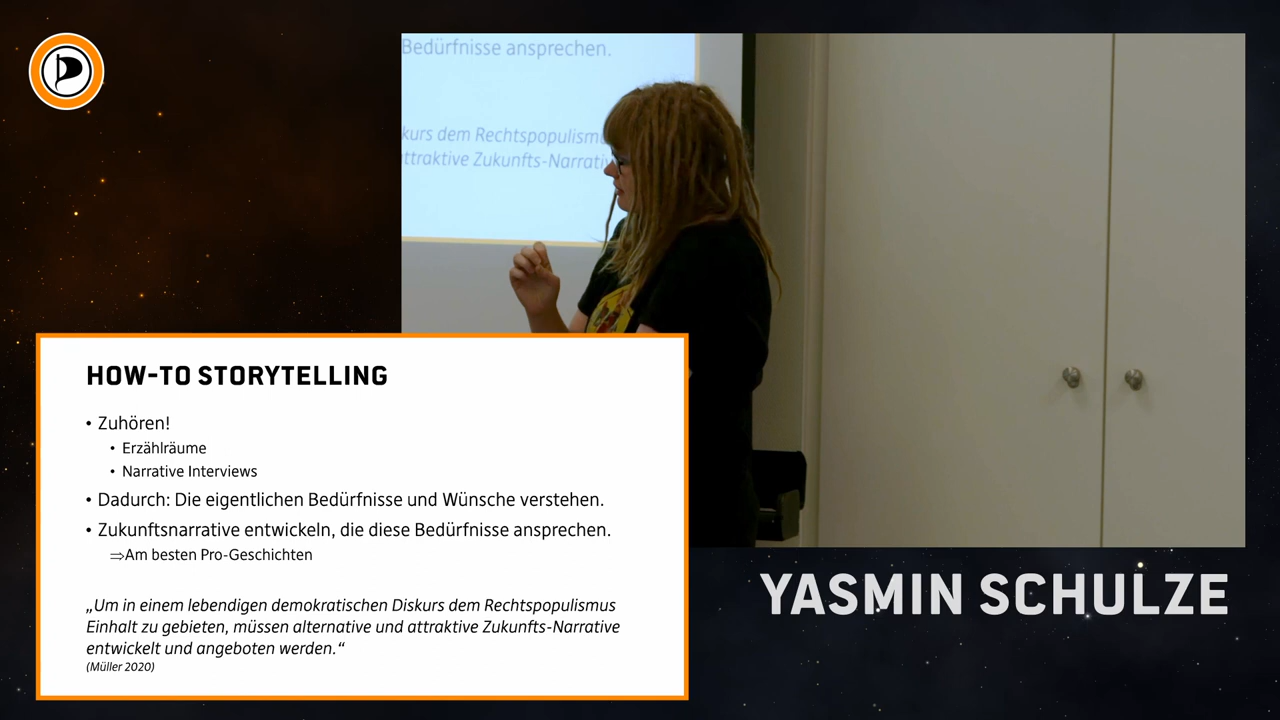 Bedürfnisse ansprechen.
kurs dem Rechtspopulismu
attraktive Zukunfts-Narrativ
HOW-TO STORYTELLING
• Zuhören!
• Erzählräume
• Narrative Interviews
• Dadurch: Die eigentlichen Bedürfnisse und Wünsche verstehen.
• Zukunftsnarrative entwickeln, die diese Bedürfnisse ansprechen.
⇒Am besten Pro-Geschichten
„Um in einem lebendigen demokratischen Diskurs dem Rechtspopulismus
Einhalt zu gebieten, müssen alternative und attraktive Zukunfts-Narrative
entwickelt und angeboten werden.“
(Müller 2020)
YASMIN SCHULZE